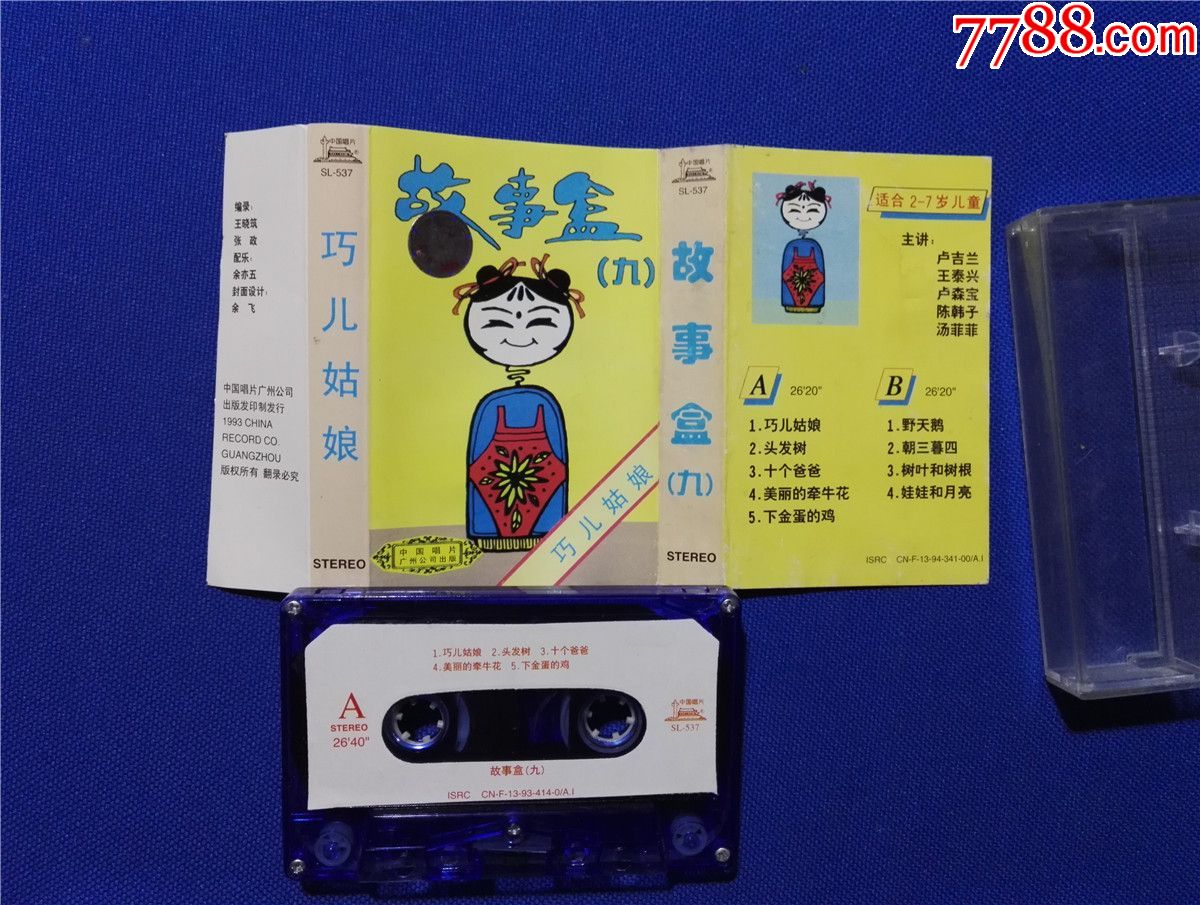 7788.com
编录:
王晓筑
张 政
配乐:
余亦五
封面设计:
余 飞
中国唱片广州公司
出版发印制发行
1993 CHINA
RECORD CO.
GUANGZHOU
版权所有 翻录必究
中国唱片
SL-537
巧儿姑娘
STEREO
故事盒
(九)
巧儿姑娘
中国唱片
广州公司出版
中国唱片
SL-537
故事盒
(九)
STEREO
适合2-7岁儿童
主讲:
卢吉兰
王泰兴
卢森宝
陈韩子
汤菲菲
A 26'20"
1.巧儿姑娘
2.头发树
3.十个爸爸
4.美丽的牵牛花
5.下金蛋的鸡
B 26'20"
1.野天鹅
2.朝三暮四
3.树叶和树根
4.娃娃和月亮
ISRC CN-F-13-94-341-00/A.I
1.巧儿姑娘 2.头发树 3.十个爸爸
4.美丽的牵牛花 5.下金蛋的鸡
A
STEREO
26'40"
中国唱片
SL-537
故事盒(九)
ISRC CN-F-13-93-414-0/A.I